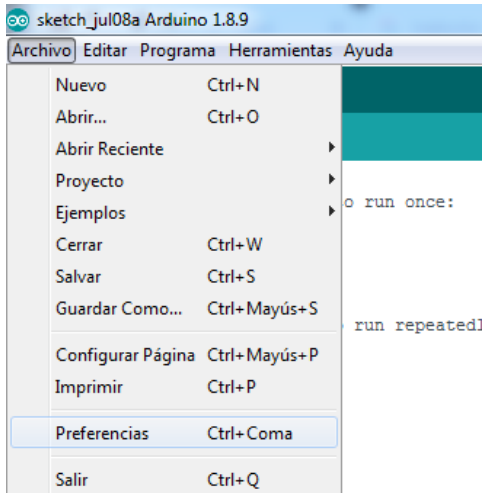 sketch_jul08a Arduino 1.8.9
Archivo Editar Programa Herramientas Ayuda
Nuevo Ctrl+N
Abrir... Ctrl+O
Abrir Reciente
Proyecto
Ejemplos
o run once:
Cerrar Ctrl+W
Salvar Ctrl+S
Guardar Como... Ctrl+Mayús+S
run repeatedl
Configurar Página Ctrl+Mayús+P
Imprimir Ctrl+P
Preferencias Ctrl+Coma
Salir Ctrl+Q